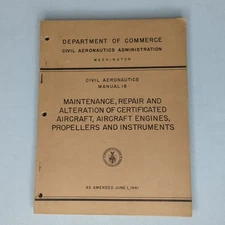 DEPARTMENT OF COMMERCE
CIVIL AERONAUTICS ADMINISTRATION
WASHINGTON
CIVIL AERONAUTICS
MANUAL 18
MAINTENANCE, REPAIR AND
ALTERATION OF CERTIFICATED
AIRCRAFT, AIRCRAFT ENGINES,
PROPELLERS AND INSTRUMENTS
AS AMENDED JUNE 1, 1941